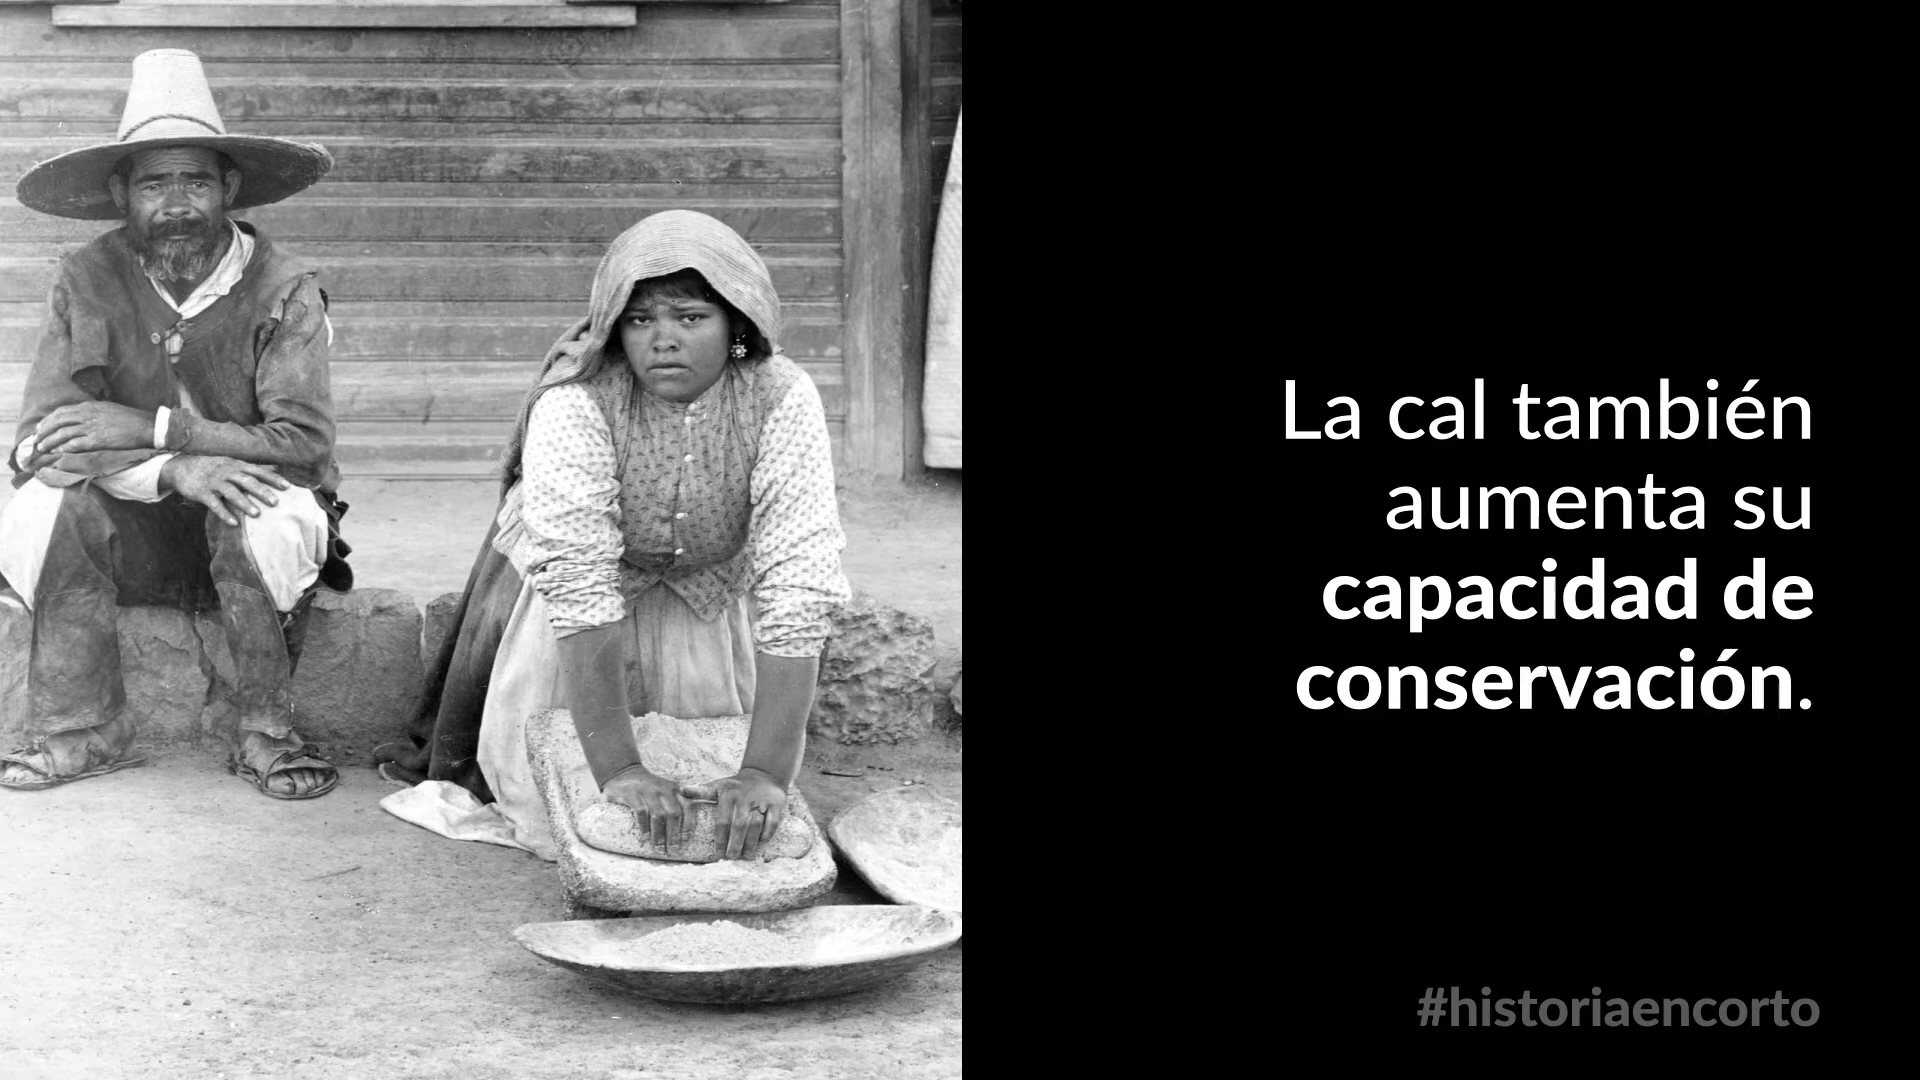 La cal también
aumenta su
capacidad de
conservación.
#historiaencorto